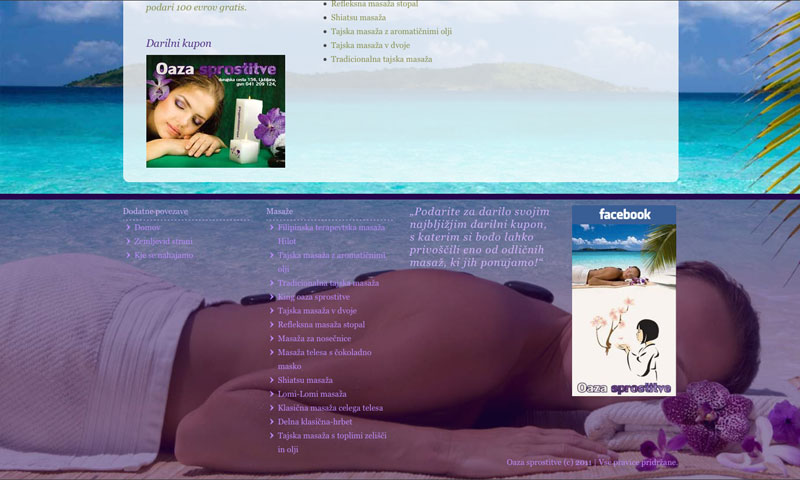 podari 100 evrov gratis.
Darilni kupon
Oaza sprostitve
dunajska cesta 156, Ljubljana,
gsm 041 209 124,
Refleksna masaža stopal
Shiatsu masaža
Tajska masaža z aromatičnimi olji
Tajska masaža v dvoje
Tradicionalna tajska masaža
Dodatne povezave
Domov
Zemljevid strani
Kje se nahajamo
Masaže
Filipinska terapevtska masaža
Hilot
Tajska masaža z aromatičnimi
olji
Tradicionalna tajska masaža
King oaza sprostitve
Tajska masaža v dvoje
Refleksna masaža stopal
Masaža za nosečnice
Masaža telesa s čokoladno
masko
Shiatsu masaža
Lomi-Lomi masaža
Klasična masaža celega telesa
Delna klasična-hrbet
Tajska masaža s toplimi zelišči
in olji
„Podarite za darilo svojim
najbljižjim darilni kupon,
s katerim si bodo lahko
privoščili eno od odličnih
masaž, ki jih ponujamo!“
facebook
Oaza sprostitve
Oaza sprostitve (c) 2011 | Vse pravice pridržane.